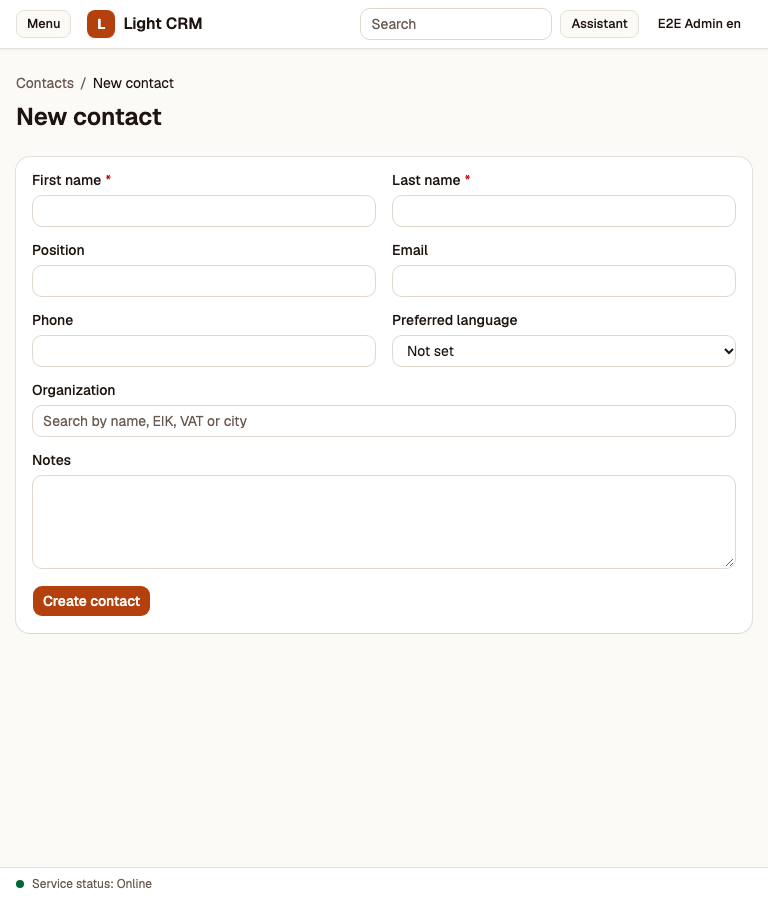 Menu
L
Light CRM
Search
Assistant
E2E Admin en
Contacts / New contact
New contact
First name *
Last name *
Position
Email
Phone
Preferred language
Not set
Organization
Search by name, EIK, VAT or city
Notes
Create contact
Service status: Online